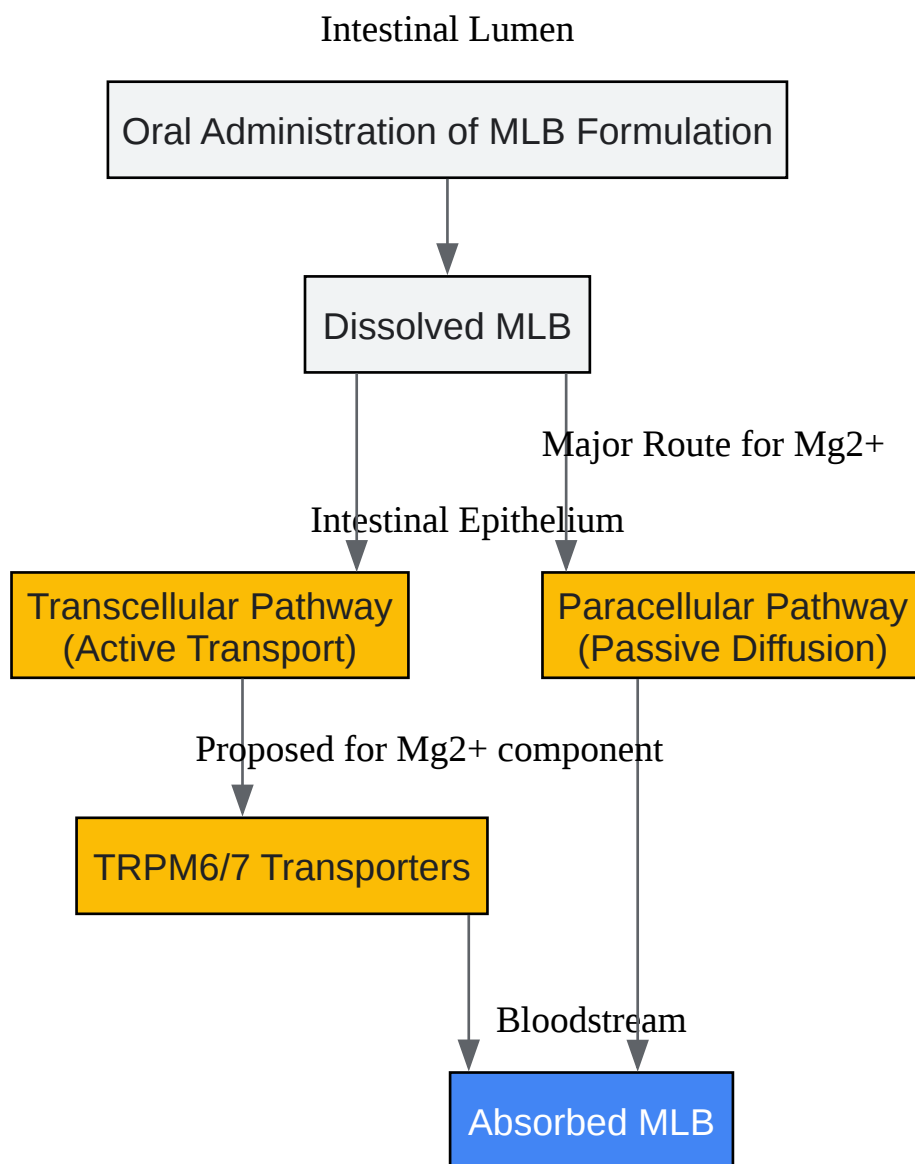 Intestinal Lumen
Oral Administration of MLB Formulation
Dissolved MLB
Major Route for Mg2+
Intestinal Epithelium
Transcellular Pathway
(Active Transport)
Paracellular Pathway
(Passive Diffusion)
Proposed for Mg2+ component
TRPM6/7 Transporters
Bloodstream
Absorbed MLB